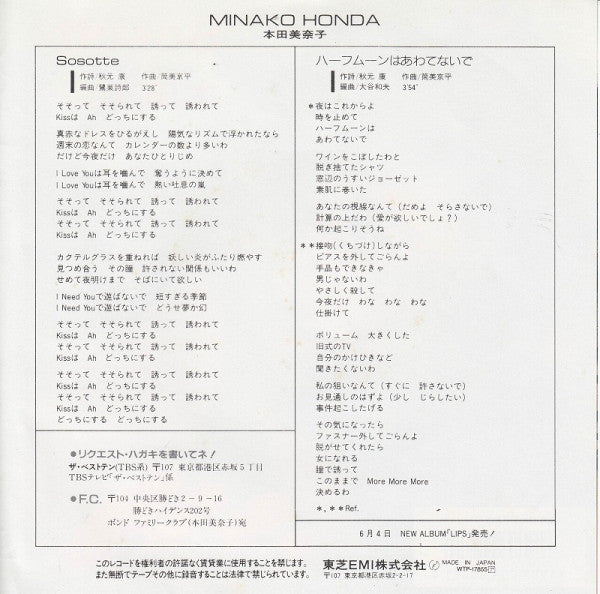 MINAKO HONDA
本田美奈子
Sosotte
作詩/秋元 康 作曲/筒美京平
編曲/鷺巣詩郎 3'28"
そそって そそられて 誘って 誘われて
Kissは Ah どっちにする
真赤なドレスをひるがえし 陽気なリズムで浮かれたなら
週末の恋なんて カレンダーの数より多いわ
だけど今夜だけ あなたひとりじめ
I Love Youは耳を噛んで 奪うように決めて
I Love Youは耳を噛んで 熱い吐息の嵐
そそって そそられて 誘って 誘われて
Kissは Ah どっちにする
そそって そそられて 誘って 誘われて
Kissは Ah どっちにする
カクテルグラスを重ねれば 妖しい炎がふたり燃やす
見つめ合う その瞳 許されない関係もいいわ
せめて夜明けまで そばにいて欲しい
I Need Youで遊ばないで 短すぎる季節
I Need Youで遊ばないで どうせ夢か幻
そそって そそられて 誘って 誘われて
Kissは Ah どっちにする
そそって そそられて 誘って 誘われて
Kissは Ah どっちにする
そそって そそられて 誘って 誘われて
Kissは Ah どっちにする
そそって そそられて 誘って 誘われて
Kissは Ah どっちにする
どっちにする どっちにする
●リクエスト・ハガキを書いてネ!
ザ・ベストテン(TBS系) 〒107 東京都港区赤坂5丁目
TBSテレビ「ザ・ベストテン」係
●F.C. 〒104 中央区勝どき2-9-16
勝どきハイデンス202号
ボンド ファミリークラブ(本田美奈子)宛
ハーフムーンはあわてないで
作詩/秋元 康 作曲/筒美京平
編曲/大谷和夫 3'54"
*夜はこれからよ
時を止めて
ハーフムーンは
あわてないで
ワインをこぼしたわと
脱ぎ捨てたシャツ
窓辺のうすいジョーゼット
素肌に巻いた
あなたの視線なんて(だめよ そらさないで)
計算の上だわ(愛が欲しいでしょ?)
何か起こりそうね
**接吻(くちづけ)しながら
ピアスを外してごらんよ
手品もできなきゃ
男じゃないわ
やさしく殺して
今夜だけ わな わな わな
仕掛けて
ボリューム 大きくした
旧式のTV
自分のかけひきなど
聞きたくないわ
私の狙いなんて(すぐに 許さないで)
お見通しのはずよ(少し じらしたい)
事件起こしたげる
その気になったら
ファスナー外してごらんよ
脱がせてくれたら
女になれる
誰で誘って
このままで More More More
決めるわ
*,**Ref.
6月4日 NEW ALBUM「LIPS」発売!
このレコードを権利者の許諾なく賃貸業に使用することを禁じます。
また無断でテープその他に録音することは法律で禁じられています。
東芝EMI株式会社
〒107 東京都港区赤坂2-2-17
MADE IN JAPAN
WTP-17855